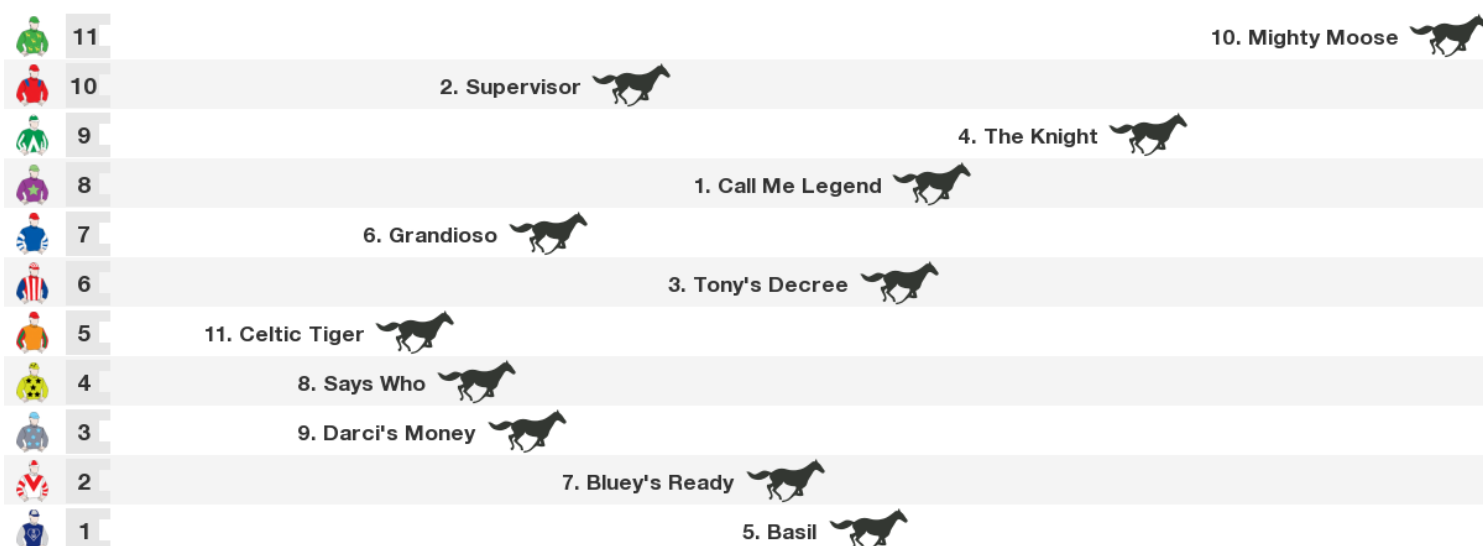 11 10. Mighty Moose
10 2. Supervisor
9 4. The Knight
8 1. Call Me Legend
7 6. Grandioso
6 3. Tony's Decree
5 11. Celtic Tiger
4 8. Says Who
3 9. Darci's Money
2 7. Bluey's Ready
1 5. Basil